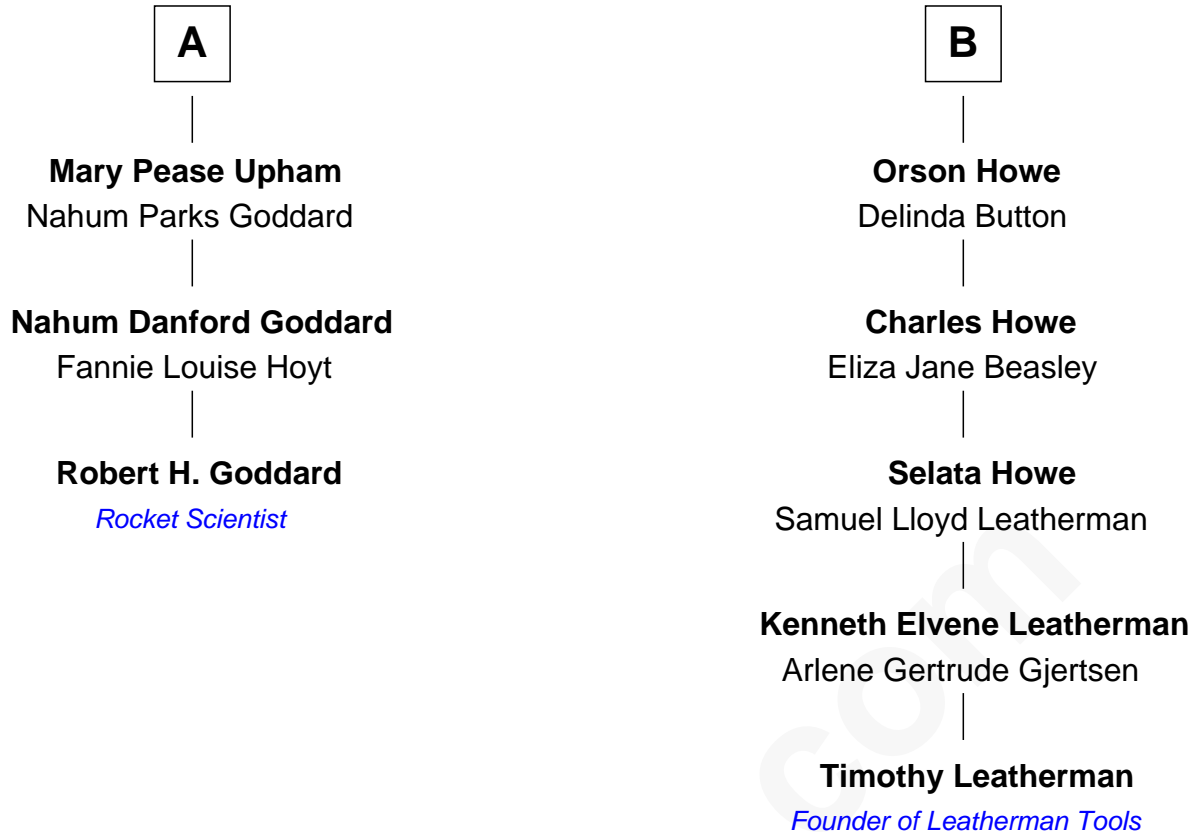 A
Mary Pease Upham
Nahum Parks Goddard
Nahum Danford Goddard
Fannie Louise Hoyt
Robert H. Goddard
Rocket Scientist
B
Orson Howe
Delinda Button
Charles Howe
Eliza Jane Beasley
Selata Howe
Samuel Lloyd Leatherman
Kenneth Elvene Leatherman
Arlene Gertrude Gjertsen
Timothy Leatherman
Founder of Leatherman Tools
com